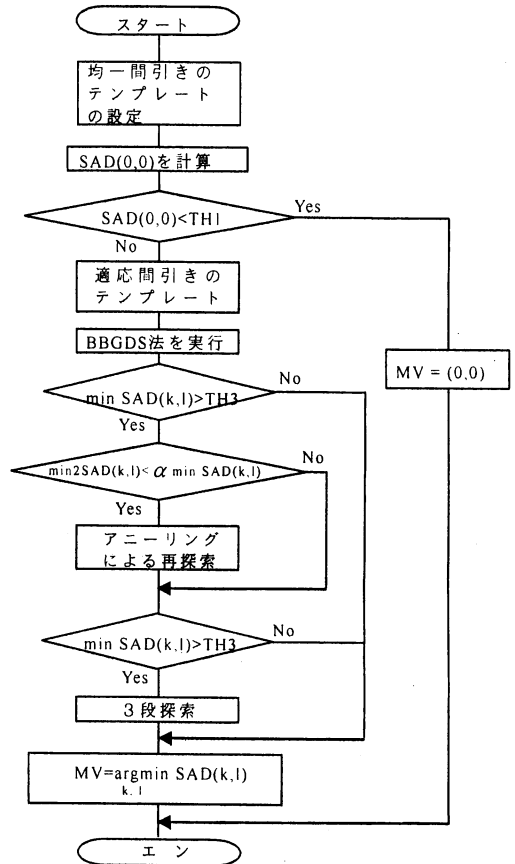 スタート
均一間引きの
テンプレート
の設定
SAD(0,0)を計算
SAD(0,0)<TH1
Yes
No
適応間引きの
テンプレート
BBGDS法を実行
MV = (0,0)
min SAD(k,l)>TH3
No
Yes
min2SAD(k,l)< α min SAD(k,l)
No
Yes
アニーリング
による再探索
min SAD(k,l)>TH3
No
Yes
3段探索
MV=argmin SAD(k,l)
k, l
エン